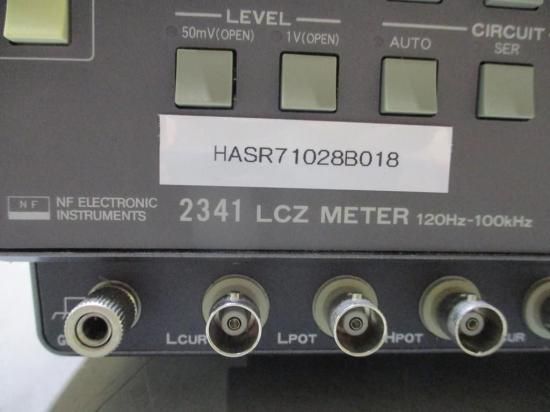 LEVEL
CIRCUIT
50mV(OPEN) 1V(OPEN) AUTO SER
HASR71028B018
NF NF ELECTRONIC
INSTRUMENTS
2341 LCZ METER 120Hz-100kHz
LCUR LPOT HPOT